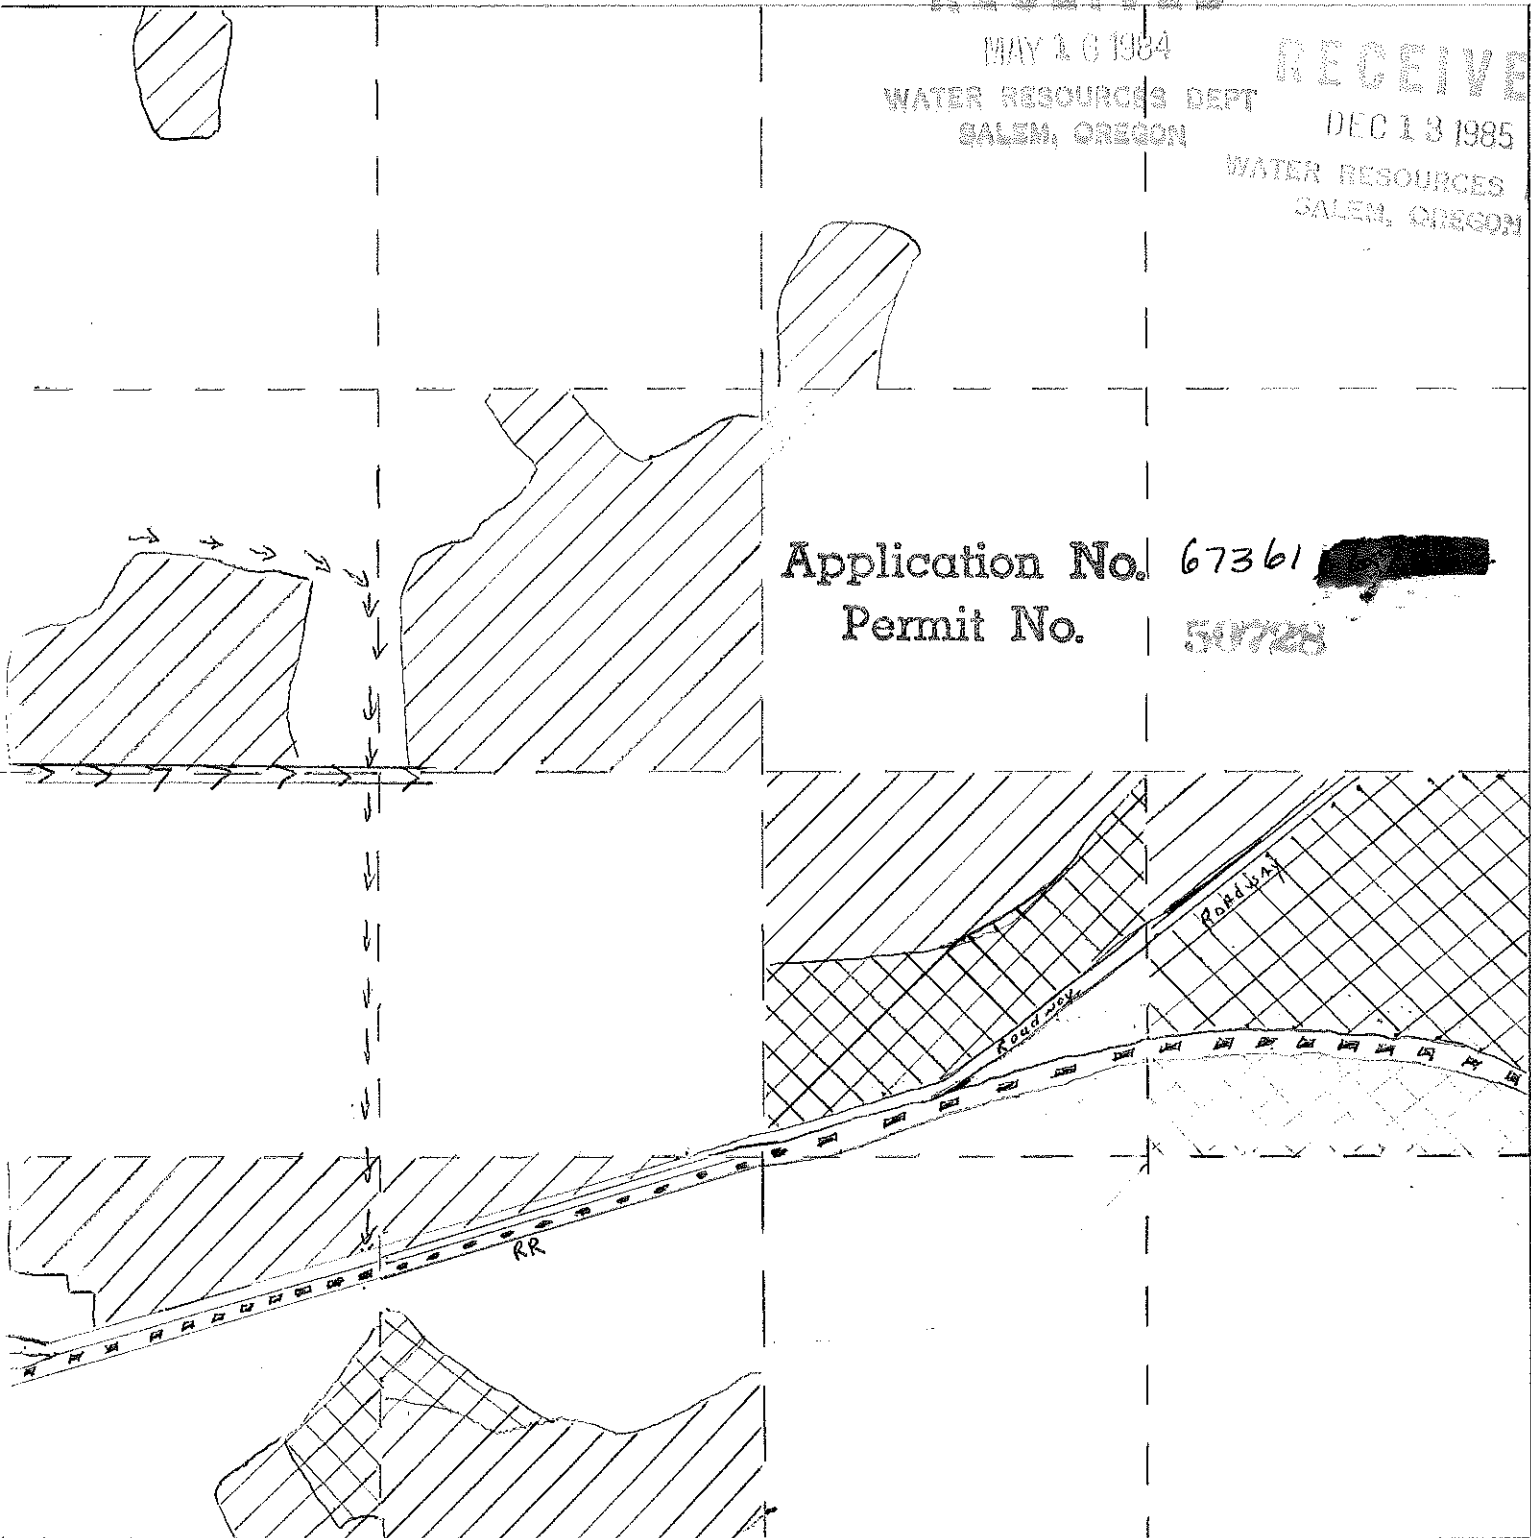 MAY 16 1984
WATER RESOURCES DEPT
SALEM, OREGON
RECEIVE
DEC 13 1985
WATER RESOURCES
SALEM, OREGON
Application No. 67361
Permit No. 50728
Roadway
Roadway
RR